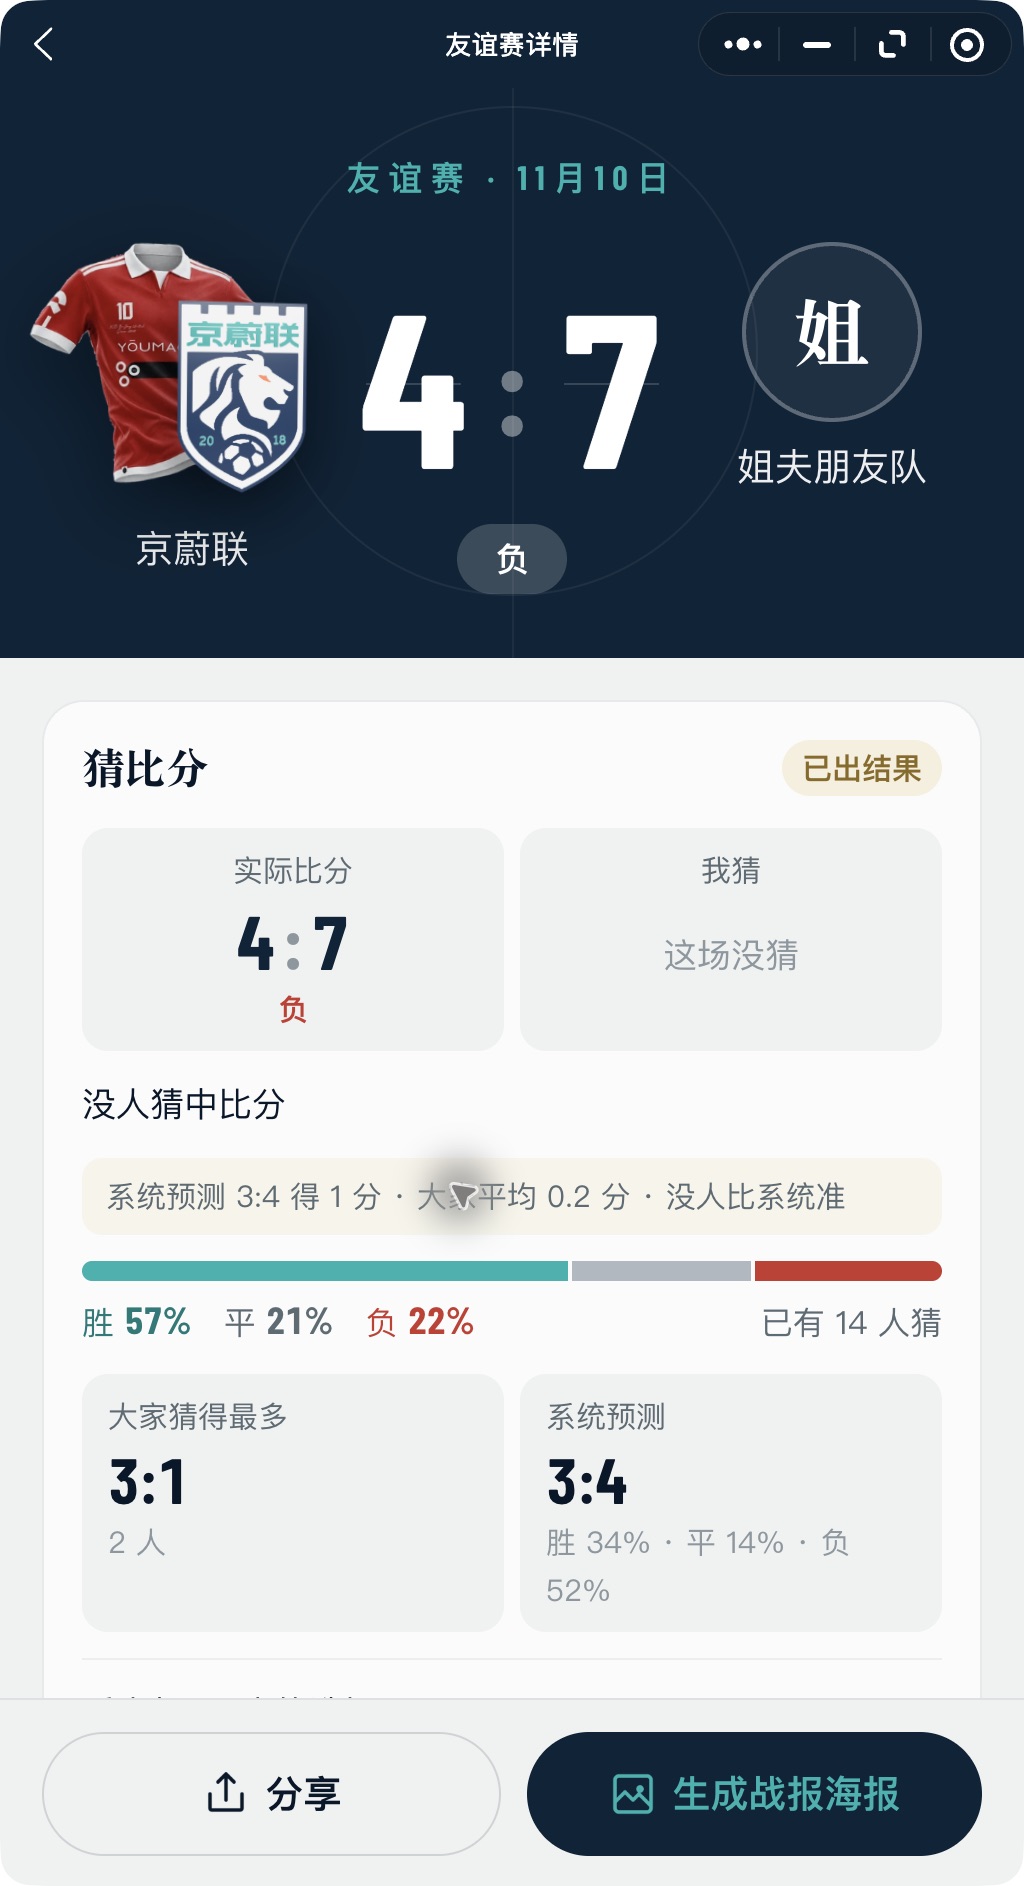 友谊赛详情
友谊赛 · 11月10日
10
YŌUMA
京蔚联
20 18
4:7
姐
姐夫朋友队
京蔚联
负
猜比分
已出结果
实际比分
4:7
负
我猜
这场没猜
没人猜中比分
系统预测 3:4 得 1 分 · 大家平均 0.2 分 · 没人比系统准
胜 57% 平 21% 负 22%
已有 14 人猜
大家猜得最多
3:1
2 人
系统预测
3:4
胜 34% · 平 14% · 负
52%
分享
生成战报海报